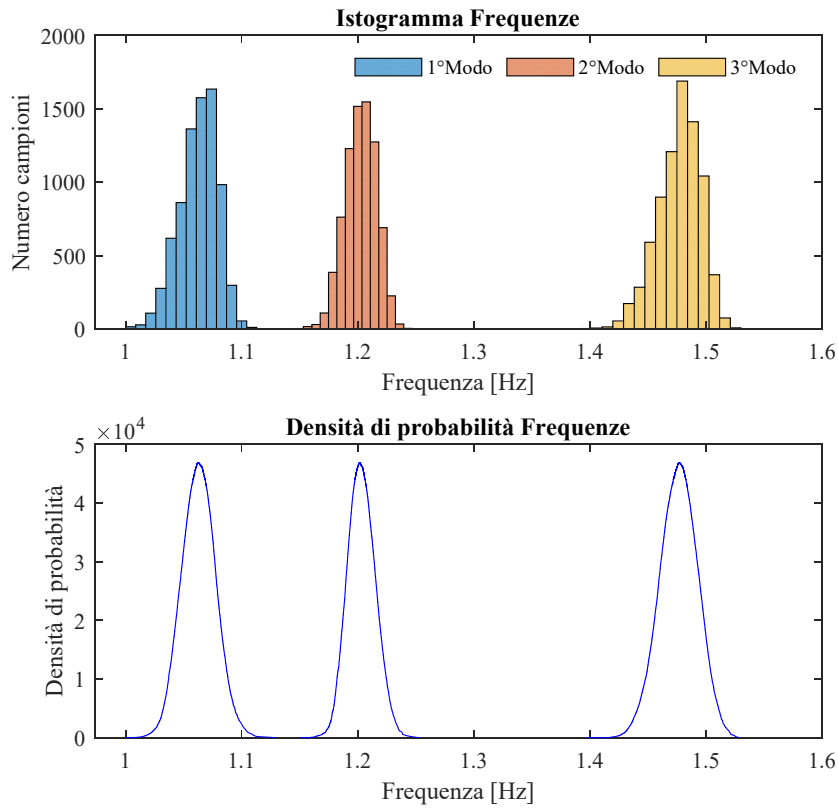 Istogramma Frequenze
2000
1500
1000
500
0
Numero campioni
1°Modo 2°Modo 3°Modo
1 1.1 1.2 1.3 1.4 1.5 1.6
Frequenza [Hz]
Densità di probabilità Frequenze
×10^4
5
4
3
2
1
0
Densità di probabilità
1 1.1 1.2 1.3 1.4 1.5 1.6
Frequenza [Hz]